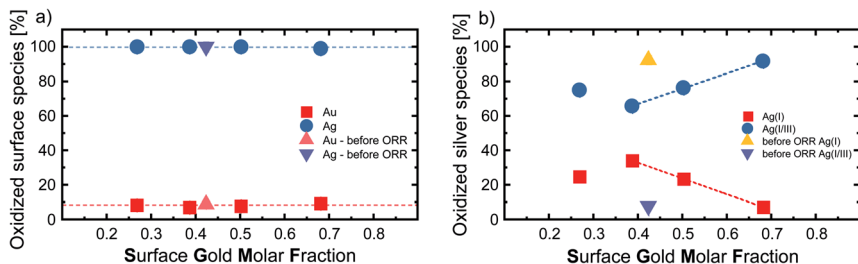 a)
Oxidized surface species [%]
100
80
60
40
20
0
Au
Ag
Au - before ORR
Ag - before ORR
0.2 0.3 0.4 0.5 0.6 0.7 0.8
Surface Gold Molar Fraction
b)
Oxidized silver species [%]
100
80
60
40
20
0
Ag(I)
Ag(I/III)
before ORR Ag(I)
before ORR Ag(I/III)
0.2 0.3 0.4 0.5 0.6 0.7 0.8
Surface Gold Molar Fraction